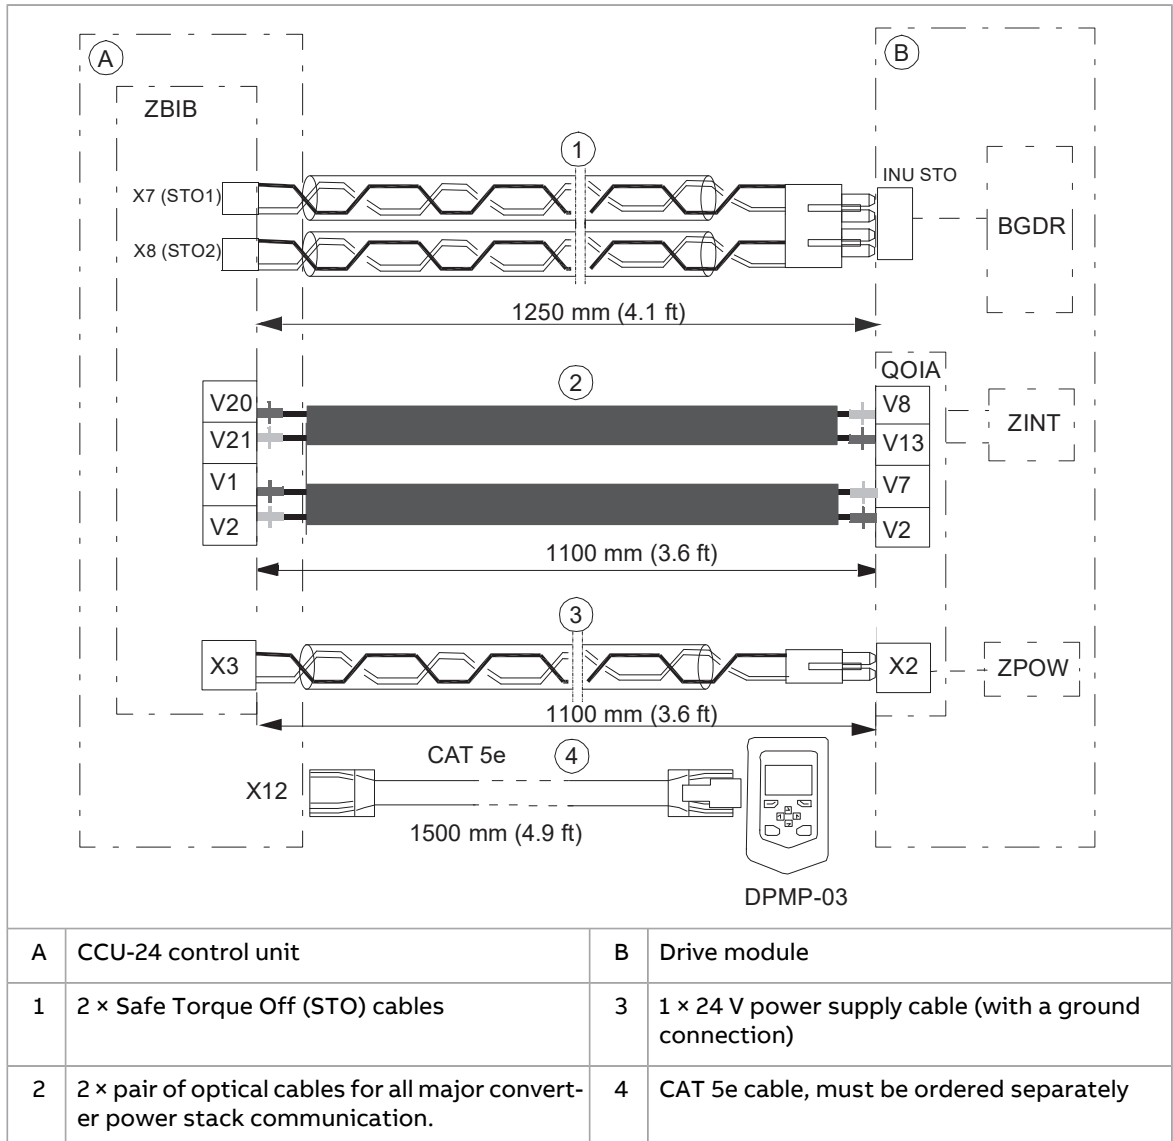 A
B
ZBIB
1
X7 (STO1)
INU STO
BGDR
X8 (STO2)
1250 mm (4.1 ft)
2
QOIA
V20
V8
ZINT
V21
V13
V1
V7
V2
V2
1100 mm (3.6 ft)
3
X3
X2
ZPOW
1100 mm (3.6 ft)
CAT 5e
4
X12
1500 mm (4.9 ft)
DPMP-03
A CCU-24 control unit
B Drive module
1 2 × Safe Torque Off (STO) cables
3 1 × 24 V power supply cable (with a ground
connection)
2 2 × pair of optical cables for all major convert-
er power stack communication.
4 CAT 5e cable, must be ordered separately